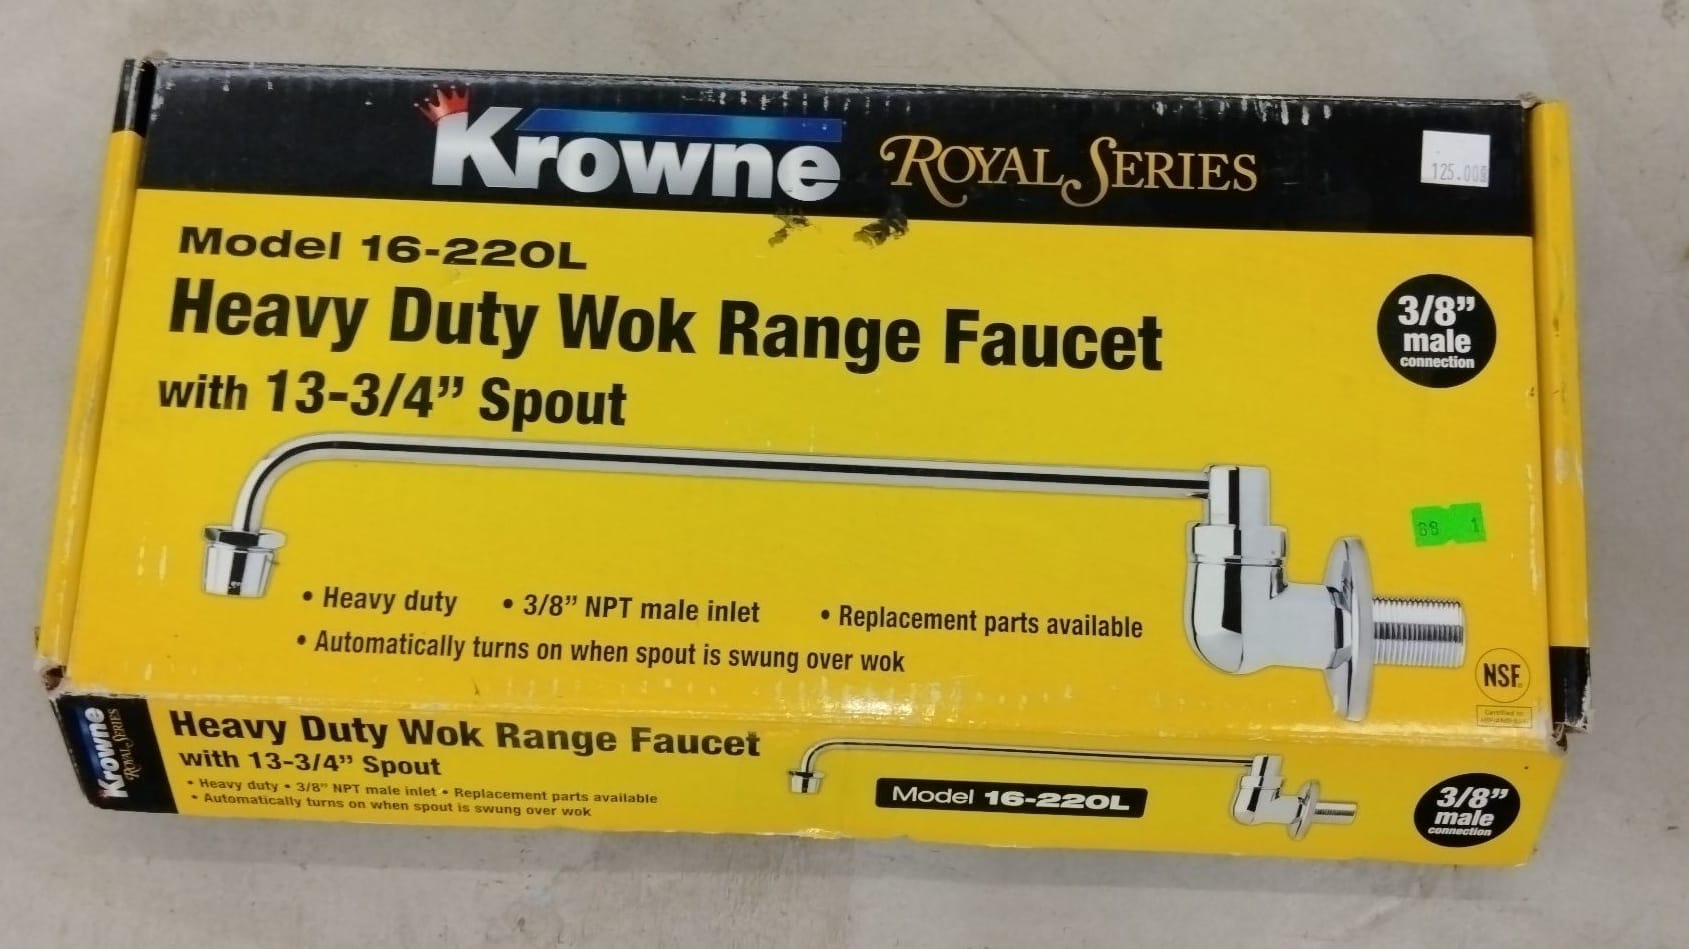 Krowne ROYAL SERIES
125.00
Model 16-220L
Heavy Duty Wok Range Faucet
with 13-3/4” Spout
3/8”
male
connection
88 1
• Heavy duty • 3/8” NPT male inlet • Replacement parts available
• Automatically turns on when spout is swung over wok
NSF
Certified to
Krowne
ROYAL SERIES
Heavy Duty Wok Range Faucet
with 13-3/4” Spout
• Heavy duty • 3/8” NPT male inlet • Replacement parts available
• Automatically turns on when spout is swung over wok
Model 16-220L
3/8”
male
connection